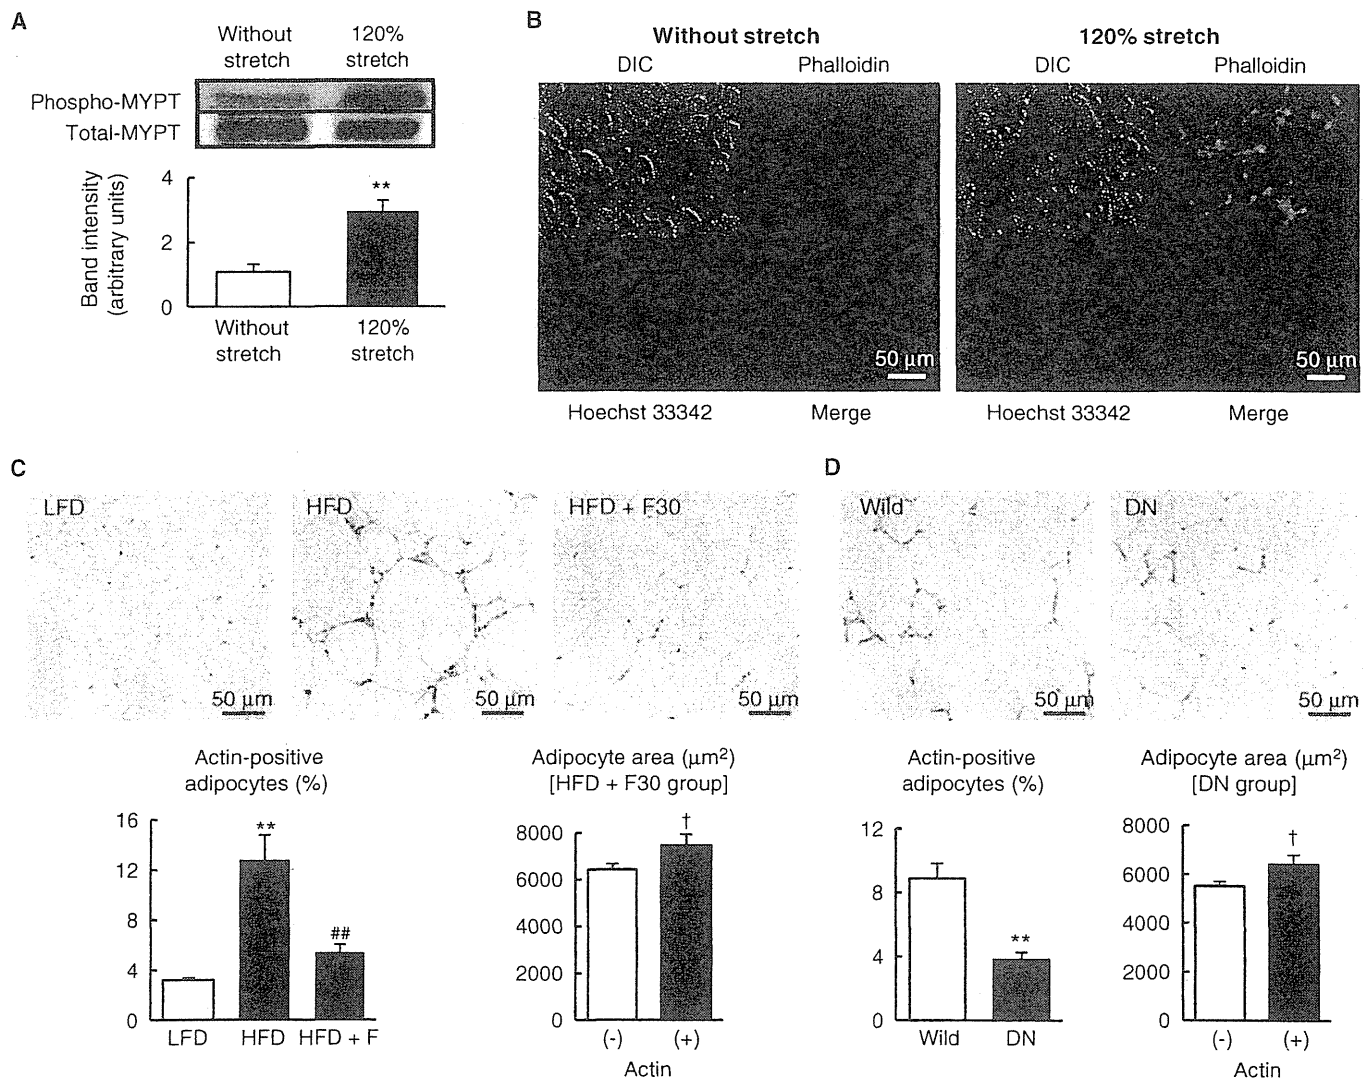 A
Without stretch
120% stretch
Phospho-MYPT
Total-MYPT
Band intensity (arbitrary units)
4
2
0
**
Without stretch
120% stretch
B
Without stretch
120% stretch
DIC
Phalloidin
DIC
Phalloidin
50 μm
50 μm
Hoechst 33342
Merge
Hoechst 33342
Merge
C
LFD
HFD
HFD + F30
50 μm
50 μm
50 μm
Actin-positive adipocytes (%)
16
12
8
4
0
**
##
LFD
HFD
HFD + F
Adipocyte area (μm²)
[HFD + F30 group]
8000
6000
4000
2000
0
†
(-)
(+)
Actin
D
Wild
DN
50 μm
50 μm
Actin-positive adipocytes (%)
12
8
4
0
**
Wild
DN
Adipocyte area (μm²)
[DN group]
8000
6000
4000
2000
0
†
(-)
(+)
Actin